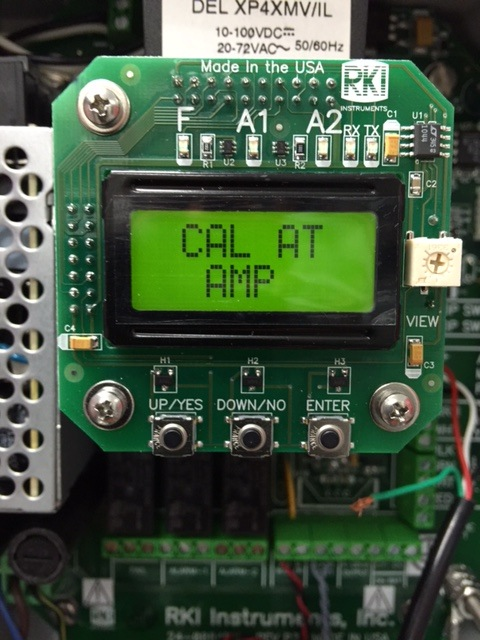 DEL XP4XMV/IL
10-100VDC
20-72VAC 50/60Hz
Made In the USA
RKI
INSTRUMENTS
F A1 A2 RX TX
C1
U1
R1 U2 U3 R2
C2
CAL AT
AMP
VIEW
C4
C3
H1 H2 H3
UP/YES DOWN/NO ENTER
RKI Instruments, Inc.